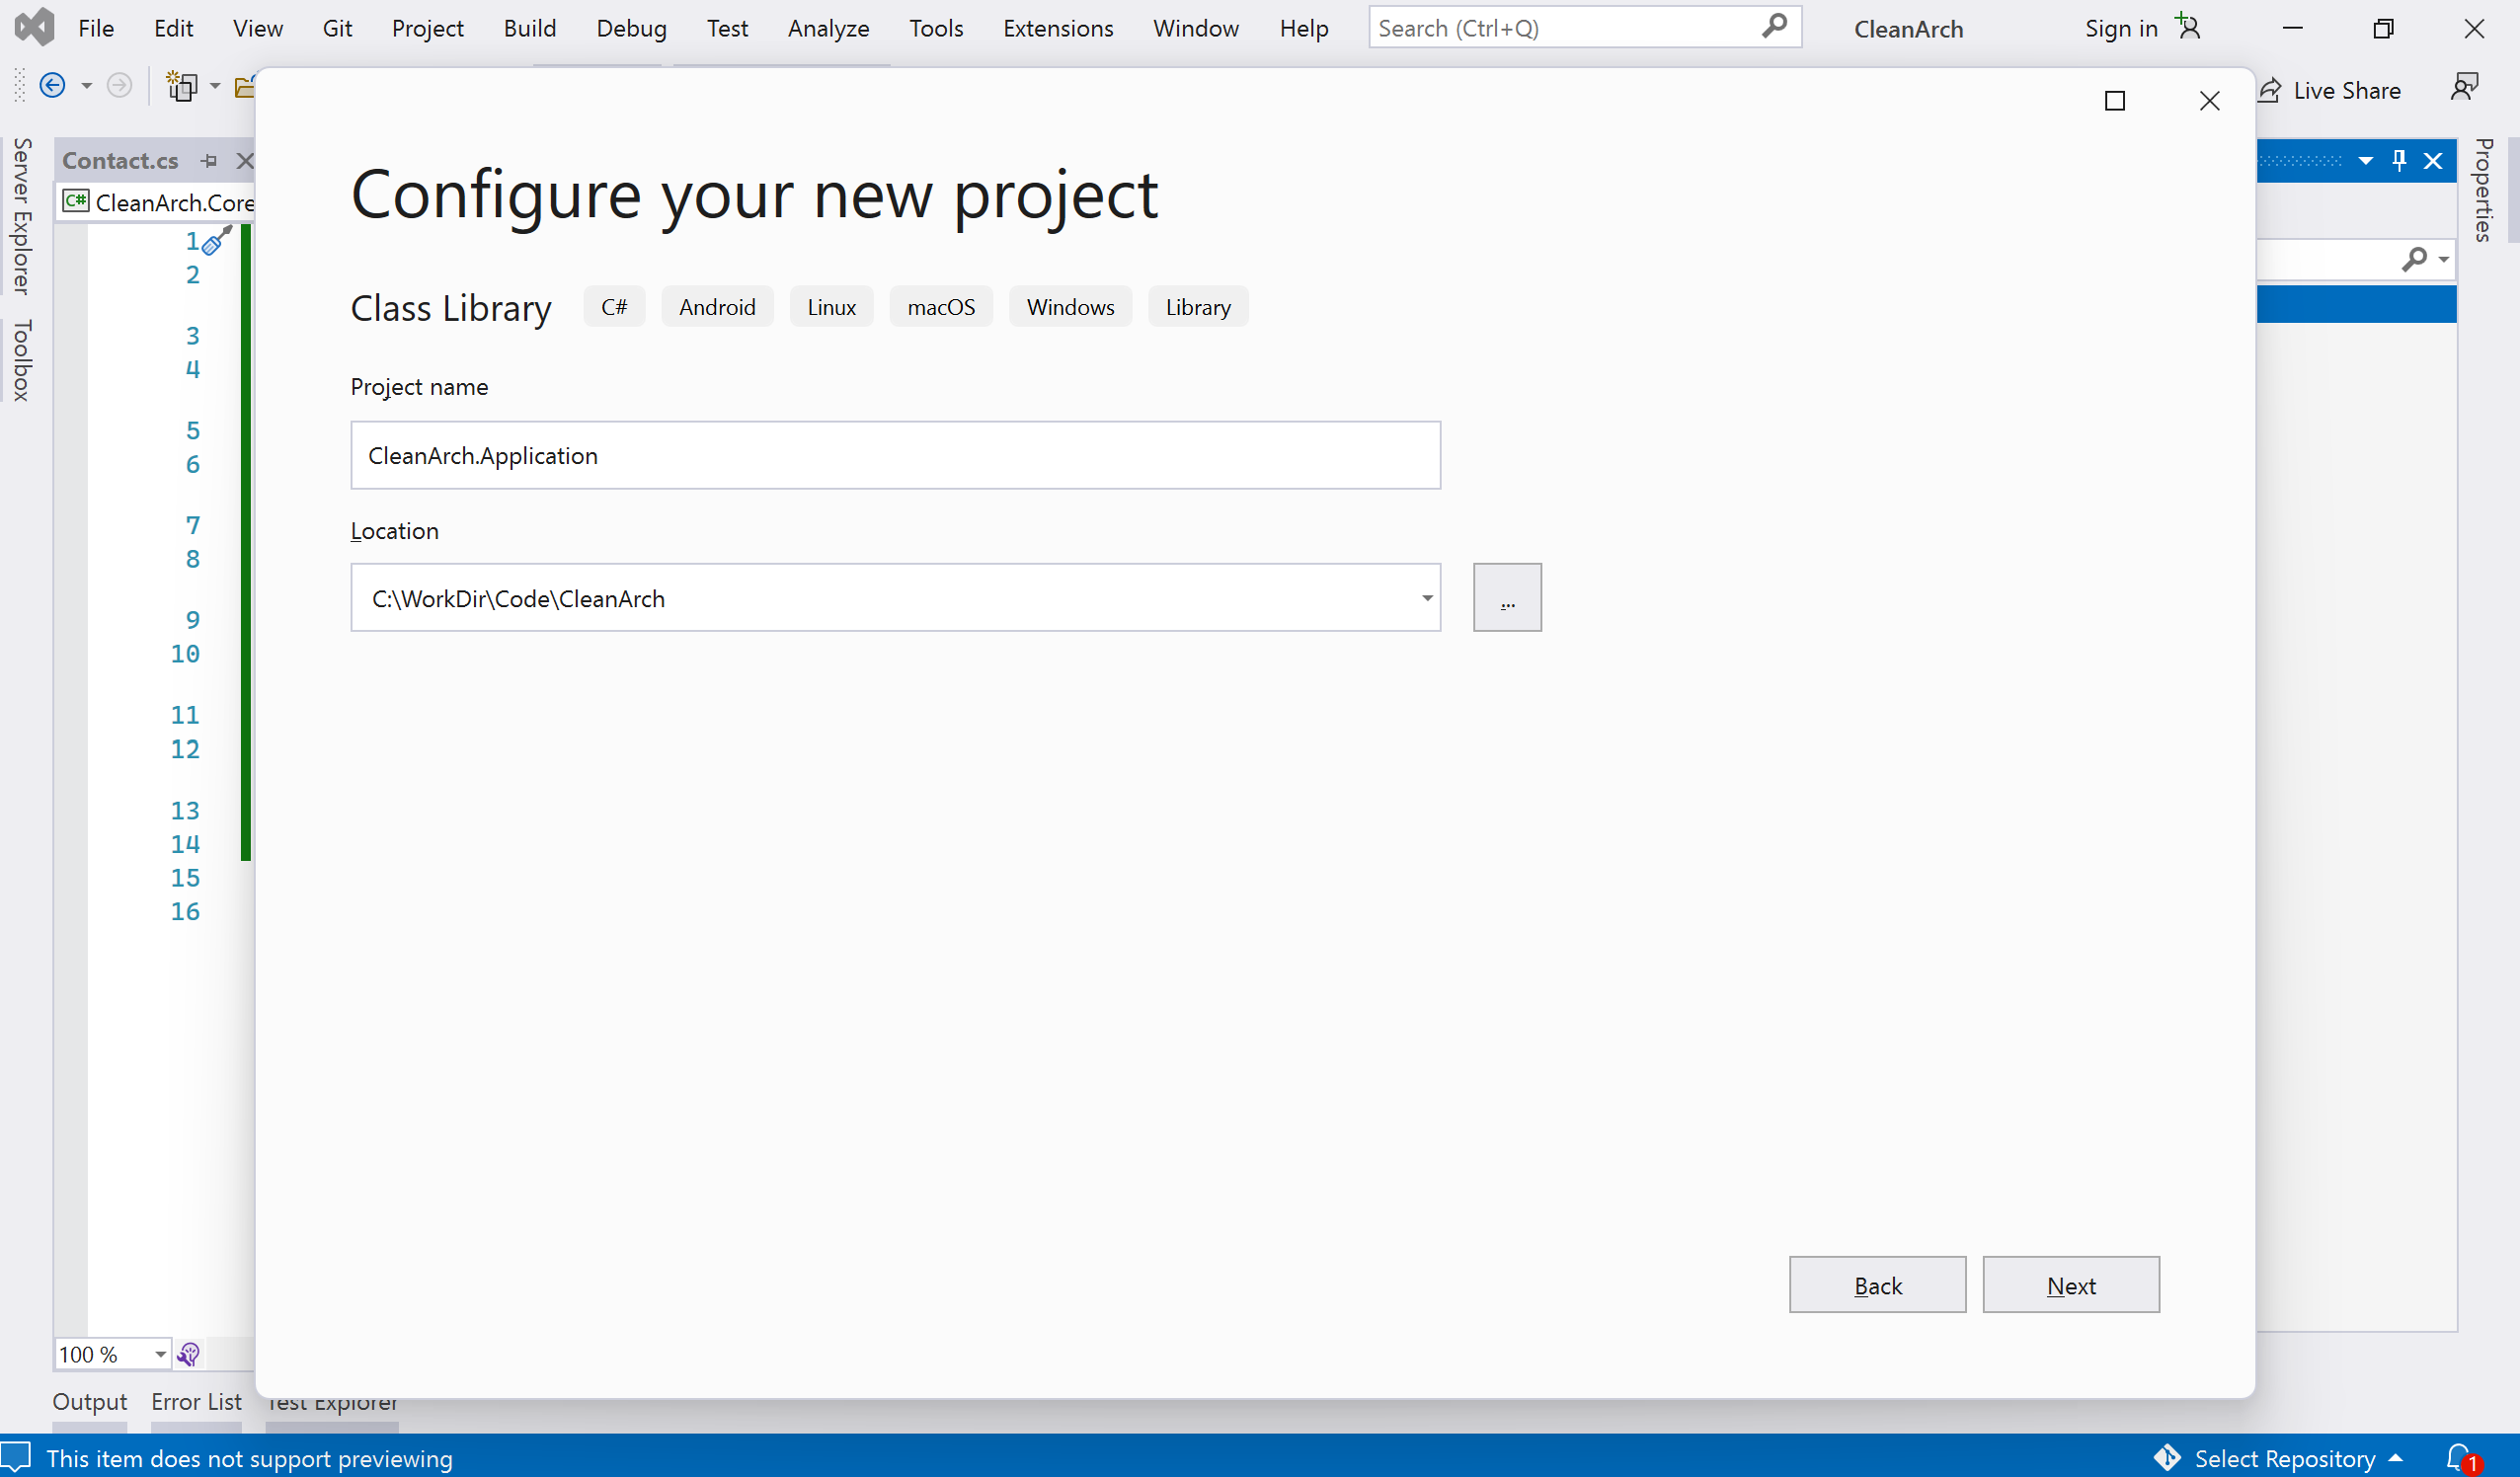 File Edit View Git Project Build Debug Test Analyze Tools Extensions Window Help Search (Ctrl+Q) CleanArch Sign in
Live Share
Server Explorer
Toolbox
Contact.cs
C# CleanArch.Core
1
2
3
4
5
6
7
8
9
10
11
12
13
14
15
16
Configure your new project
Class Library C# Android Linux macOS Windows Library
Project name
CleanArch.Application
Location
C:\WorkDir\Code\CleanArch
...
Back Next
Properties
100 %
Output Error List Test Explorer
This item does not support previewing Select Repository 1